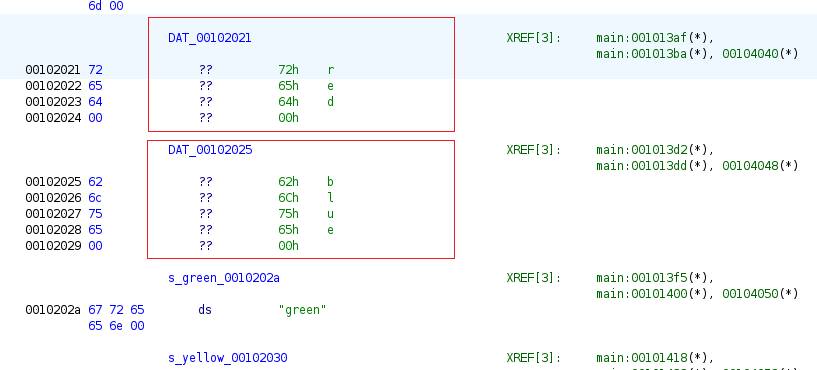 6d 00
DAT_00102021 XREF[3]: main:001013af(*),
main:001013ba(*), 00104040(*)
00102021 72 ?? 72h r
00102022 65 ?? 65h e
00102023 64 ?? 64h d
00102024 00 ?? 00h
DAT_00102025 XREF[3]: main:001013d2(*),
main:001013dd(*), 00104048(*)
00102025 62 ?? 62h b
00102026 6c ?? 6Ch l
00102027 75 ?? 75h u
00102028 65 ?? 65h e
00102029 00 ?? 00h
s_green_0010202a XREF[3]: main:001013f5(*),
main:00101400(*), 00104050(*)
0010202a 67 72 65 ds "green"
65 6e 00
s_yellow_00102030 XREF[3]: main:00101418(*),